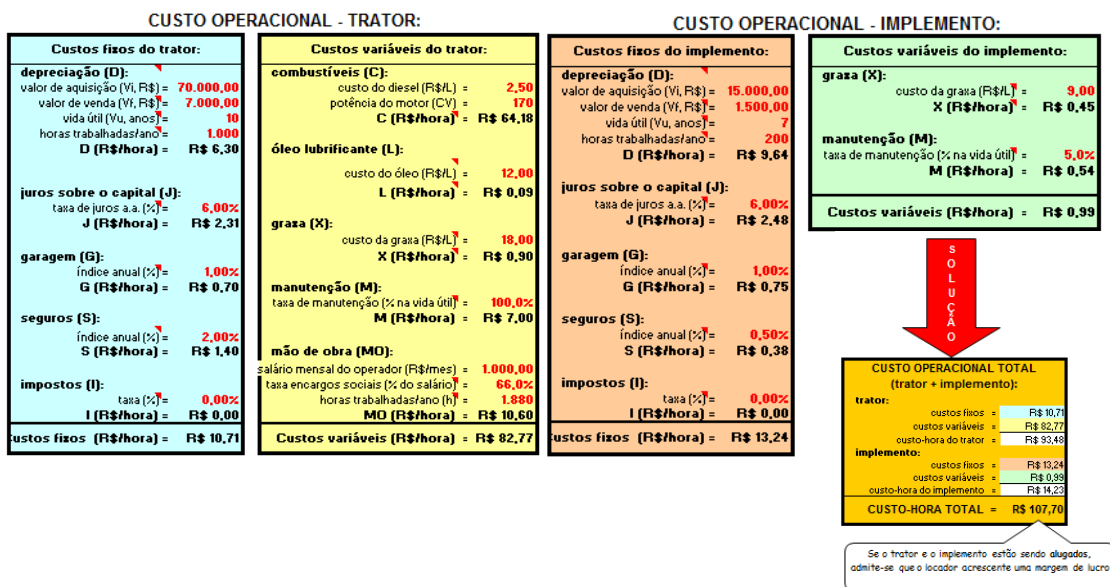 CUSTO OPERACIONAL - TRATOR:
Custos fixos do trator:
depreciação (D):
valor de aquisição (Vi, R$) = 70.000,00
valor de venda (Vf, R$) = 7.000,00
vida útil (Vu, anos) = 10
horas trabalhadas/ano = 1.000
D (R$/hora) = R$ 6,30
juros sobre o capital (J):
taxa de juros a.a. (%) = 6,00%
J (R$/hora) = R$ 2,31
garagem (G):
índice anual (%) = 1,00%
G (R$/hora) = R$ 0,70
seguros (S):
índice anual (%) = 2,00%
S (R$/hora) = R$ 1,40
impostos (I):
taxa (%) = 0,00%
I (R$/hora) = R$ 0,00
Custos fixos (R$/hora) = R$ 10,71
Custos variáveis do trator:
combustíveis (C):
custo do diesel (R$/L) = 2,50
potência do motor (CV) = 170
C (R$/hora) = R$ 64,18
óleo lubrificante (L):
custo do óleo (R$/L) = 12,00
L (R$/hora) = R$ 0,09
graxa (X):
custo da graxa (R$/L) = 18,00
X (R$/hora) = R$ 0,90
manutenção (M):
taxa de manutenção (% na vida útil) = 100,0%
M (R$/hora) = R$ 7,00
mão de obra (MO):
salário mensal do operador (R$/mes) = 1.000,00
taxa encargos sociais (% do salário) = 66,0%
horas trabalhadas/ano (h) = 1.880
MO (R$/hora) = R$ 10,60
Custos variáveis (R$/hora) = R$ 82,77
CUSTO OPERACIONAL - IMPLEMENTO:
Custos fixos do implemento:
depreciação (D):
valor de aquisição (Vi, R$) = 15.000,00
valor de venda (Vf, R$) = 1.500,00
vida útil (Vu, anos) = 7
horas trabalhadas/ano = 200
D (R$/hora) = R$ 9,64
juros sobre o capital (J):
taxa de juros a.a. (%) = 6,00%
J (R$/hora) = R$ 2,48
garagem (G):
índice anual (%) = 1,00%
G (R$/hora) = R$ 0,75
seguros (S):
índice anual (%) = 0,50%
S (R$/hora) = R$ 0,38
impostos (I):
taxa (%) = 0,00%
I (R$/hora) = R$ 0,00
Custos fixos (R$/hora) = R$ 13,24
Custos variáveis do implemento:
graxa (X):
custo da graxa (R$/L) = 9,00
X (R$/hora) = R$ 0,45
manutenção (M):
taxa de manutenção (% na vida útil) = 5,0%
M (R$/hora) = R$ 0,54
Custos variáveis (R$/hora) = R$ 0,99
SOLUÇÃO
CUSTO OPERACIONAL TOTAL
(trator + implemento):
trator:
custos fixos = R$ 10,71
custos variáveis = R$ 82,77
custo-hora do trator = R$ 93,48
implemento:
custos fixos = R$ 13,24
custos variáveis = R$ 0,99
custo-hora do implemento = R$ 14,23
CUSTO-HORA TOTAL = R$ 107,70
Se o trator e o implemento estão sendo alugados,
admite-se que o locador acrescente uma margem de lucro